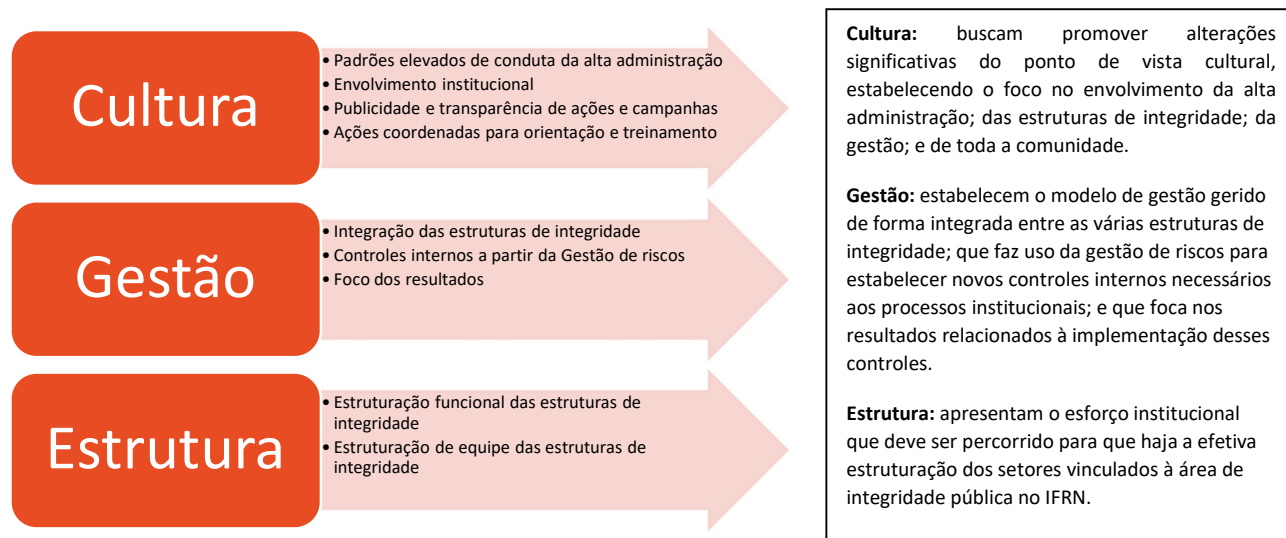 Cultura
• Padrões elevados de conduta da alta administração
• Envolvimento institucional
• Publicidade e transparência de ações e campanhas
• Ações coordenadas para orientação e treinamento
Gestão
• Integração das estruturas de integridade
• Controles internos a partir da Gestão de riscos
• Foco dos resultados
Estrutura
• Estruturação funcional das estruturas de
integridade
• Estruturação de equipe das estruturas de
integridade
Cultura: buscam promover alterações
significativas do ponto de vista cultural,
estabelecendo o foco no envolvimento da alta
administração; das estruturas de integridade; da
gestão; e de toda a comunidade.
Gestão: estabelecem o modelo de gestão gerido
de forma integrada entre as várias estruturas de
integridade; que faz uso da gestão de riscos para
estabelecer novos controles internos necessários
aos processos institucionais; e que foca nos
resultados relacionados à implementação desses
controles.
Estrutura: apresentam o esforço institucional
que deve ser percorrido para que haja a efetiva
estruturação dos setores vinculados à área de
integridade pública no IFRN.